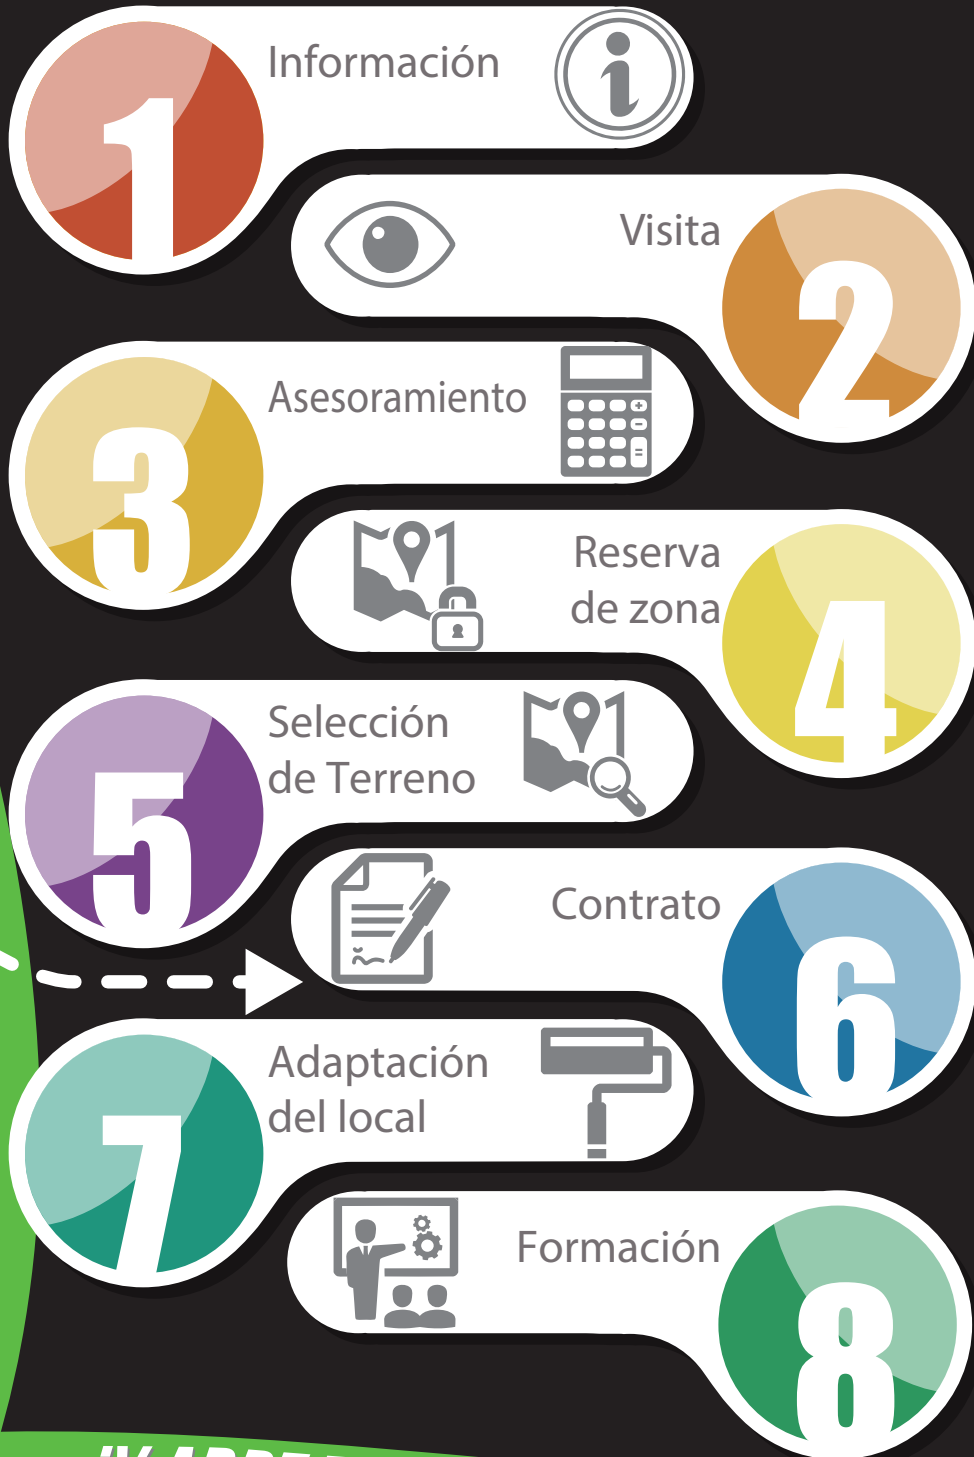 1
Información
Visita
2
3
Asesoramiento
Reserva
de zona
4
5
Selección
de Terreno
Contrato
6
7
Adaptación
del local
Formación
8